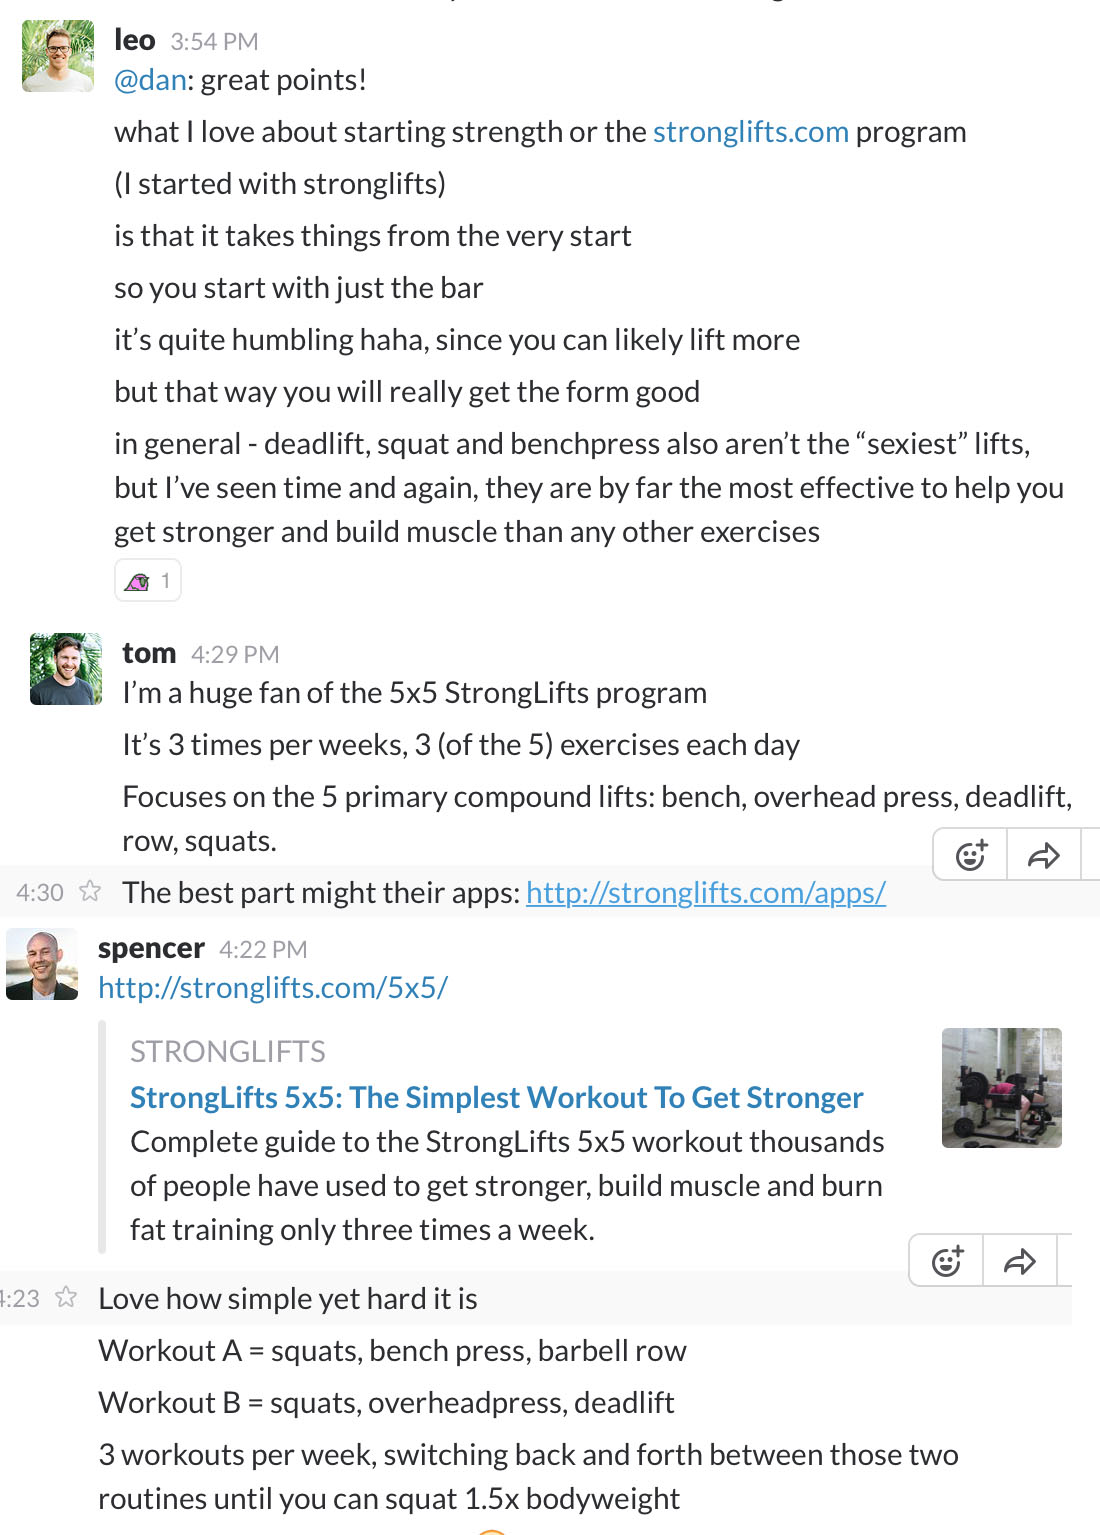 leo 3:54 PM
@dan: great points!
what I love about starting strength or the stronglifts.com program
(I started with stronglifts)
is that it takes things from the very start
so you start with just the bar
it’s quite humbling haha, since you can likely lift more
but that way you will really get the form good
in general - deadlift, squat and benchpress also aren’t the “sexiest” lifts,
but I’ve seen time and again, they are by far the most effective to help you
get stronger and build muscle than any other exercises
1
tom 4:29 PM
I’m a huge fan of the 5x5 StrongLifts program
It’s 3 times per weeks, 3 (of the 5) exercises each day
Focuses on the 5 primary compound lifts: bench, overhead press, deadlift,
row, squats.
4:30 The best part might their apps: http://stronglifts.com/apps/
spencer 4:22 PM
http://stronglifts.com/5x5/
STRONGLIFTS
StrongLifts 5x5: The Simplest Workout To Get Stronger
Complete guide to the StrongLifts 5x5 workout thousands
of people have used to get stronger, build muscle and burn
fat training only three times a week.
4:23 Love how simple yet hard it is
Workout A = squats, bench press, barbell row
Workout B = squats, overheadpress, deadlift
3 workouts per week, switching back and forth between those two
routines until you can squat 1.5x bodyweight